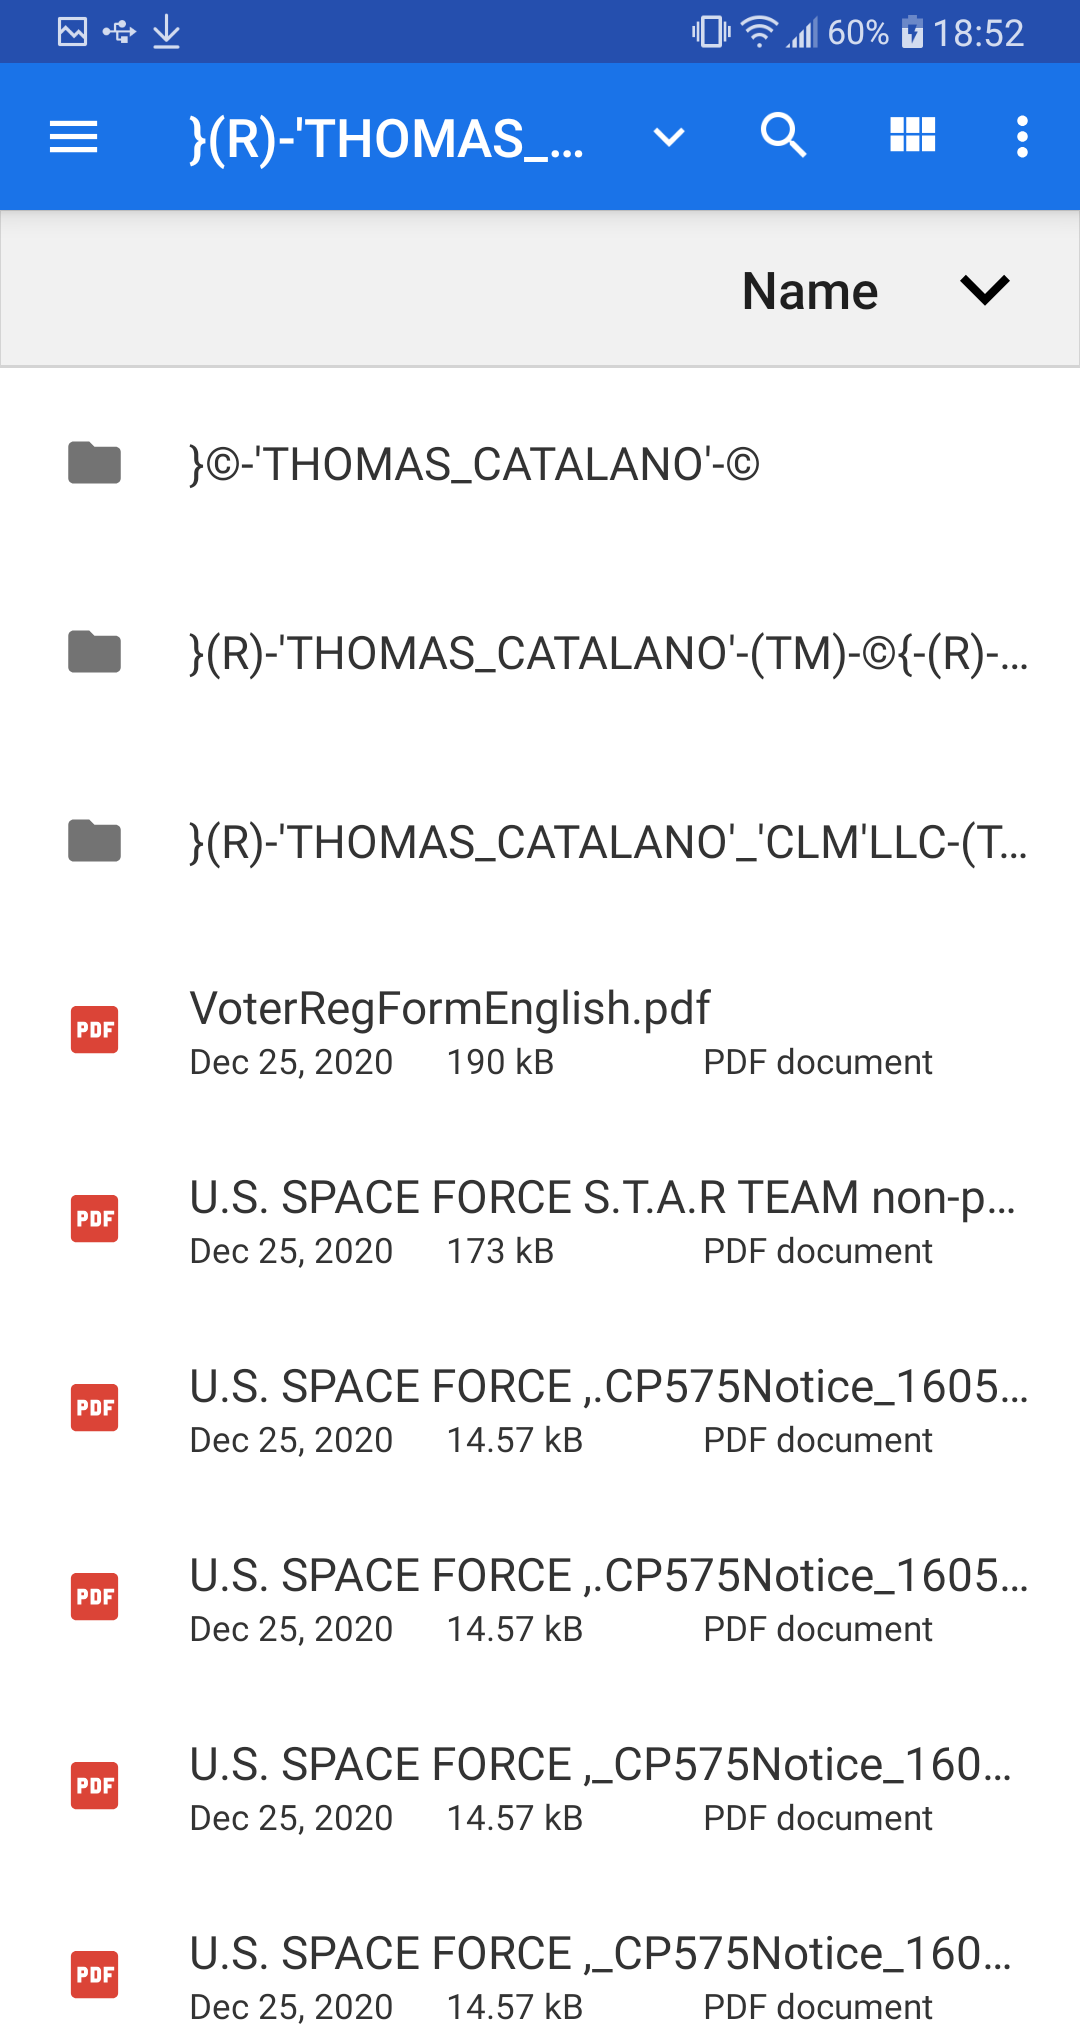 60% 18:52
}(R)-'THOMAS_...
Name
}©-'THOMAS_CATALANO'-©
}(R)-'THOMAS_CATALANO'-(TM)-©{-(R)-...
}(R)-'THOMAS_CATALANO'_'CLM'LLC-(T...
PDF VoterRegFormEnglish.pdf
Dec 25, 2020 190 kB PDF document
PDF U.S. SPACE FORCE S.T.A.R TEAM non-p...
Dec 25, 2020 173 kB PDF document
PDF U.S. SPACE FORCE ,.CP575Notice_1605...
Dec 25, 2020 14.57 kB PDF document
PDF U.S. SPACE FORCE ,.CP575Notice_1605...
Dec 25, 2020 14.57 kB PDF document
PDF U.S. SPACE FORCE ,_CP575Notice_160...
Dec 25, 2020 14.57 kB PDF document
PDF U.S. SPACE FORCE ,_CP575Notice_160...
Dec 25, 2020 14.57 kB PDF document